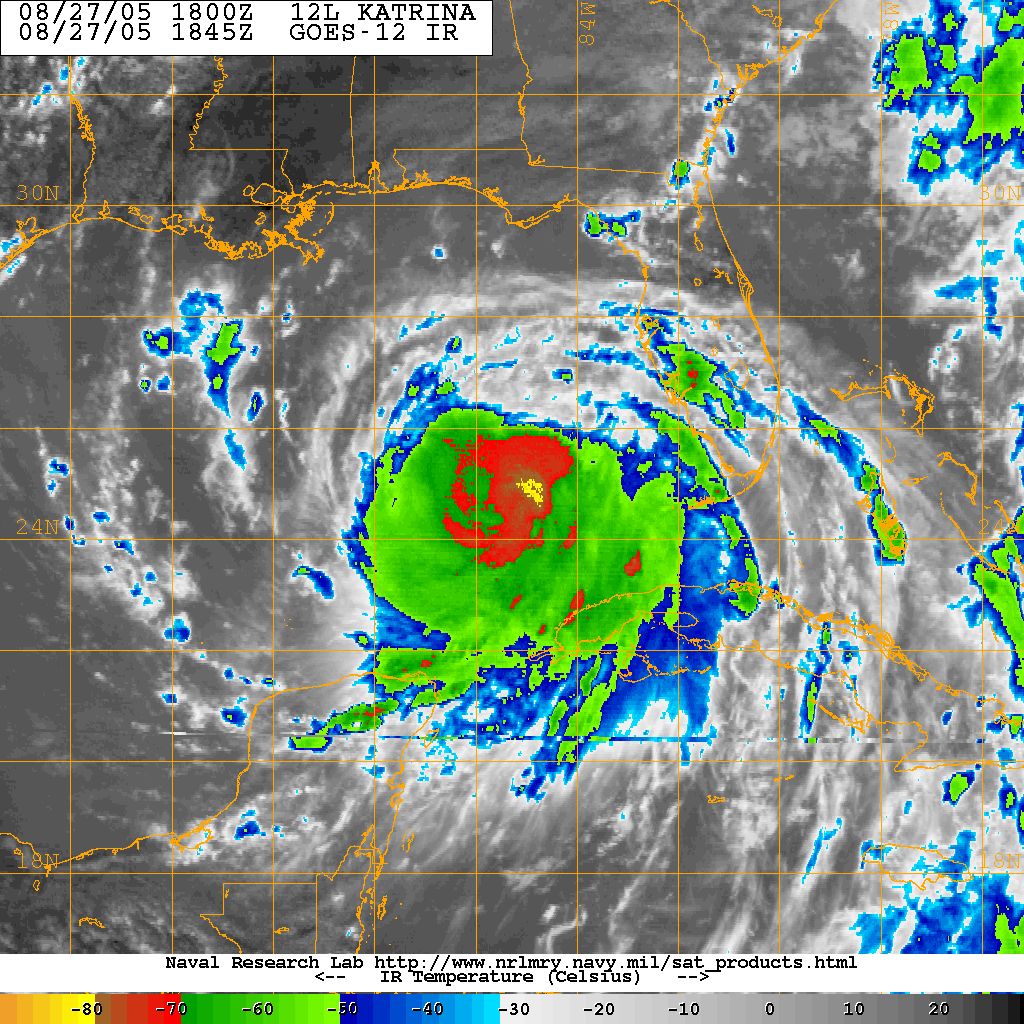 08/27/05 1800Z 12L KATRINA
08/27/05 1845Z GOES-12 IR
84W
30N 30N
24N
18N 18N
Naval Research Lab http://www.nrlmry.navy.mil/sat_products.html
<-- IR Temperature (Celsius) -->
-80 -70 -60 -50 -40 -30 -20 -10 0 10 20